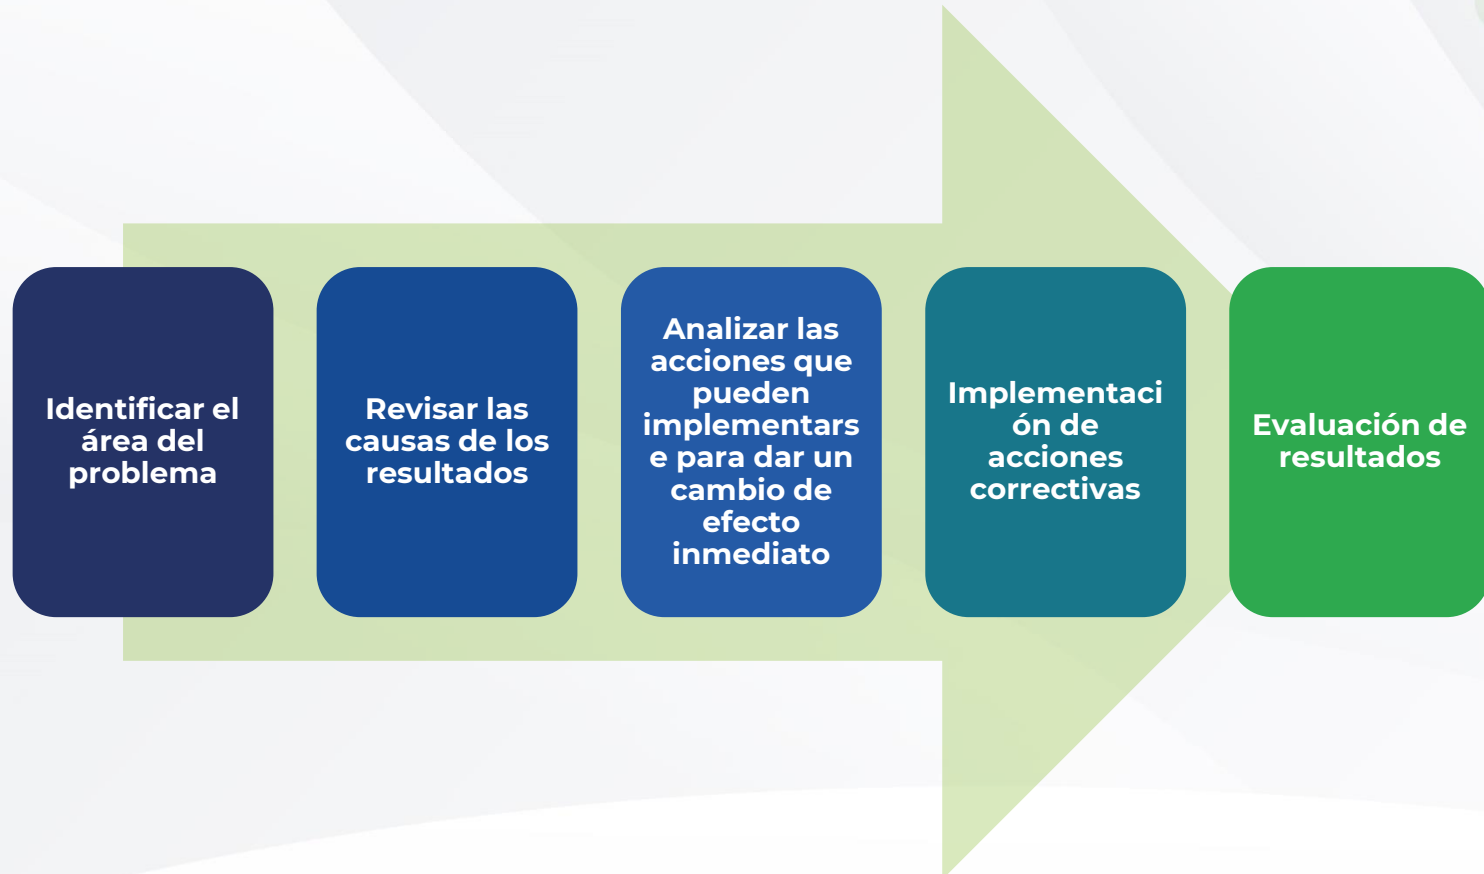 Identificar el
área del
problema
Revisar las
causas de los
resultados
Analizar las
acciones que
pueden
implementars
e para dar un
cambio de
efecto
inmediato
Implementaci
ón de
acciones
correctivas
Evaluación de
resultados